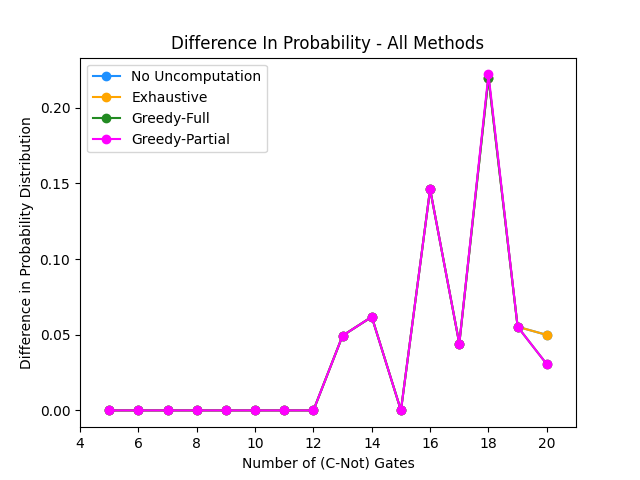 Difference In Probability - All Methods
No Uncomputation
Exhaustive
Greedy-Full
Greedy-Partial
Difference in Probability Distribution
0.20
0.15
0.10
0.05
0.00
4 6 8 10 12 14 16 18 20
Number of (C-Not) Gates